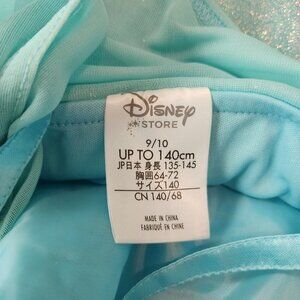 Disney
STORE
9/10
UP TO 140cm
JP日本 身長 135-145
胸囲64-72
サイズ140
CN 140/68
MADE IN CHINA
FABRIQUÉ EN CHINE